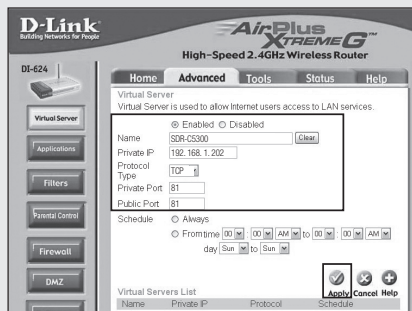 D-Link
Building Networks for People
AirPlus
XTREME G™
High-Speed 2.4GHz Wireless Router
DI-624
Home Advanced Tools Status Help
Virtual Server
Applications
Filters
Parental Control
Firewall
DMZ
Virtual Server
Virtual Server is used to allow Internet users access to LAN services.
Enabled Disabled
Name SDR-C5300 Clear
Private IP 192.168.1.202
Protocol Type TCP
Private Port 81
Public Port 81
Schedule Always
From time 00 : 00 AM to 00 : 00 AM
day Sun to Sun
Apply Cancel Help
Virtual Servers List
Name Private IP Protocol Schedule